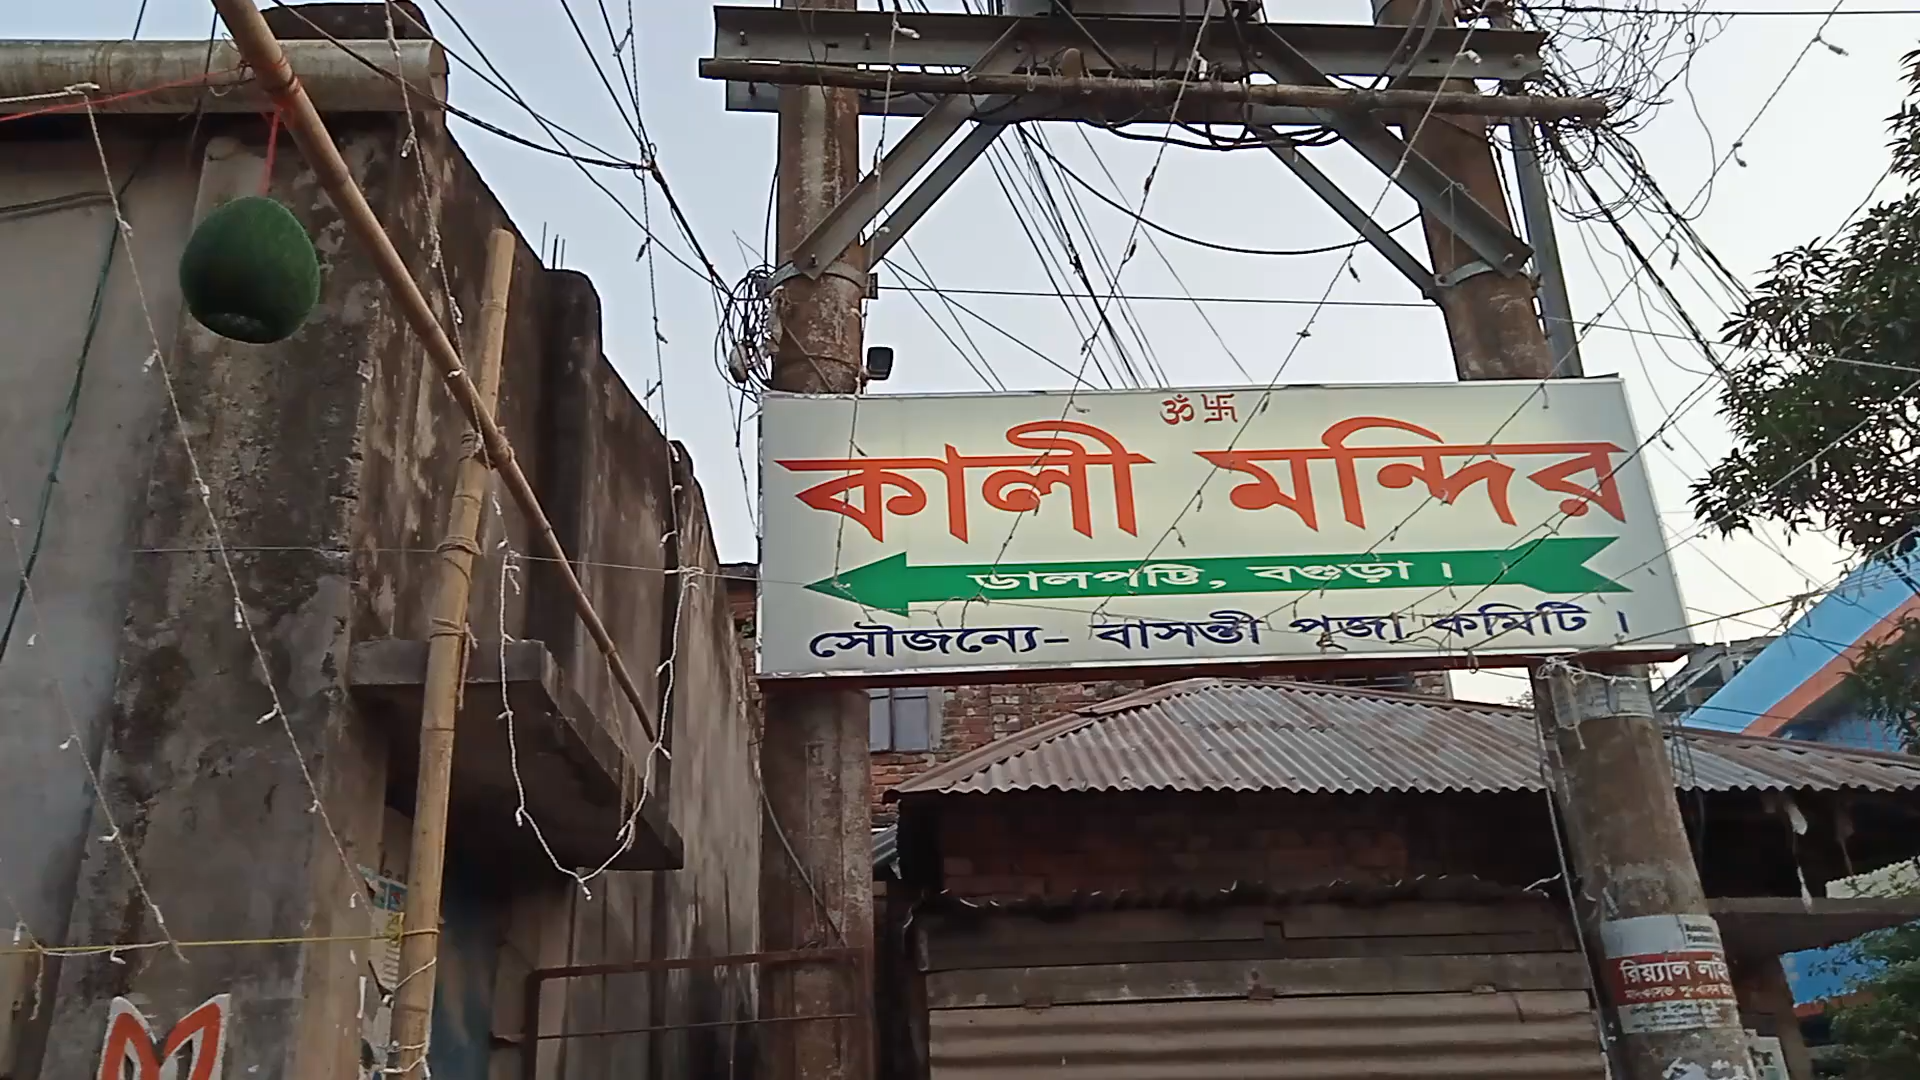 ॐ 卐
কালী মন্দির
ডালপট্টি, বগুড়া।
সৌজন্যে- বাসন্তী পূজা কমিটি।
রিয়্যাল